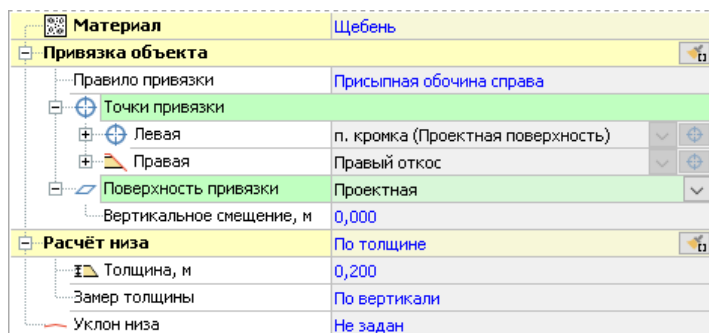 Материал Щебень
Привязка объекта
Правило привязки Присыпная обочина справа
Точки привязки
Левая п. кромка (Проектная поверхность)
Правая Правый откос
Поверхность привязки Проектная
Вертикальное смещение, м 0,000
Расчёт низа По толщине
Толщина, м 0,200
Замер толщины По вертикали
Уклон низа Не задан